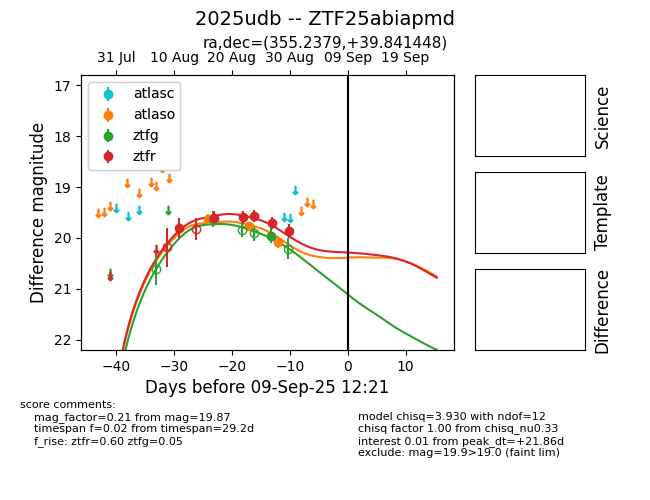 2025udb -- ZTF25abiapmd
ra,dec=(355.2379,+39.841448)
31 Jul 10 Aug 20 Aug 30 Aug 09 Sep 19 Sep
17
18
19
20
21
22
Difference magnitude
atlasc
atlaso
ztfg
ztfr
−40 −30 −20 −10 0 10
Days before 09-Sep-25 12:21
Science
Template
Difference
score comments:
mag_factor=0.21 from mag=19.87
timespan f=0.02 from timespan=29.2d
f_rise: ztfr=0.60 ztfg=0.05
model chisq=3.930 with ndof=12
chisq factor 1.00 from chisq_nu0.33
interest 0.01 from peak_dt=+21.86d
exclude: mag=19.9>19.0 (faint lim)